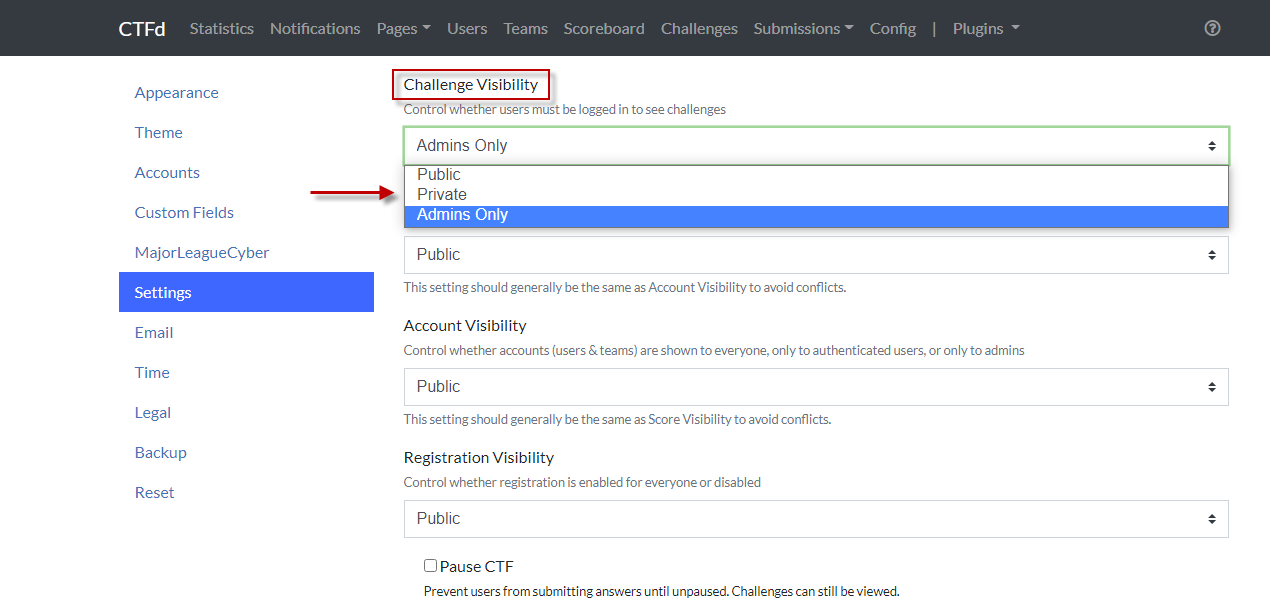 CTFd Statistics Notifications Pages Users Teams Scoreboard Challenges Submissions Config | Plugins
Appearance
Theme
Accounts
Custom Fields
MajorLeagueCyber
Settings
Email
Time
Legal
Backup
Reset
Challenge Visibility
Control whether users must be logged in to see challenges
Admins Only
Public
Private
Admins Only
Public
This setting should generally be the same as Account Visibility to avoid conflicts.
Account Visibility
Control whether accounts (users & teams) are shown to everyone, only to authenticated users, or only to admins
Public
This setting should generally be the same as Score Visibility to avoid conflicts.
Registration Visibility
Control whether registration is enabled for everyone or disabled
Public
Pause CTF
Prevent users from submitting answers until unpaused. Challenges can still be viewed.